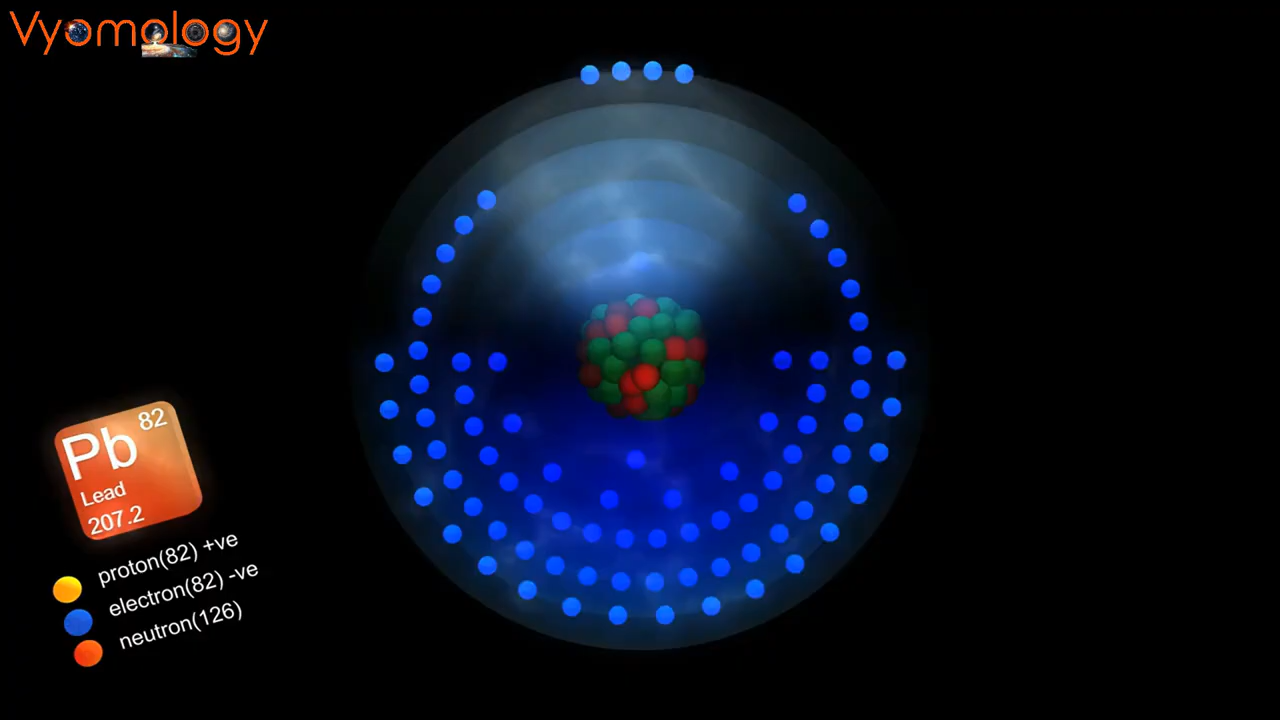 Vyomology
82
Pb
Lead
207.2
proton(82) +ve
electron(82) -ve
neutron(126)